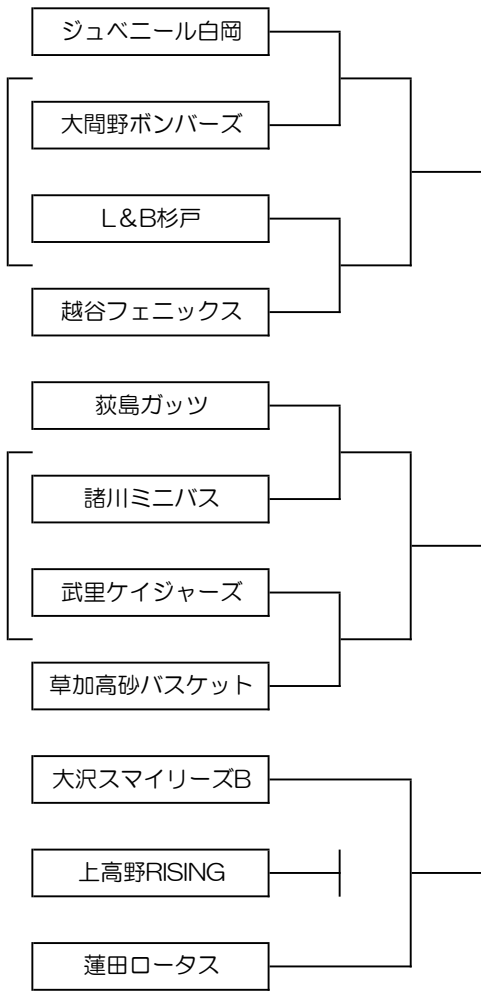 ジュベニール白岡
大間野ボンバーズ
L＆B杉戸
越谷フェニックス
荻島ガッツ
諸川ミニバス
武里ケイジャーズ
草加高砂バスケット
大沢スマイリーズB
上高野RISING
蓮田ロータス